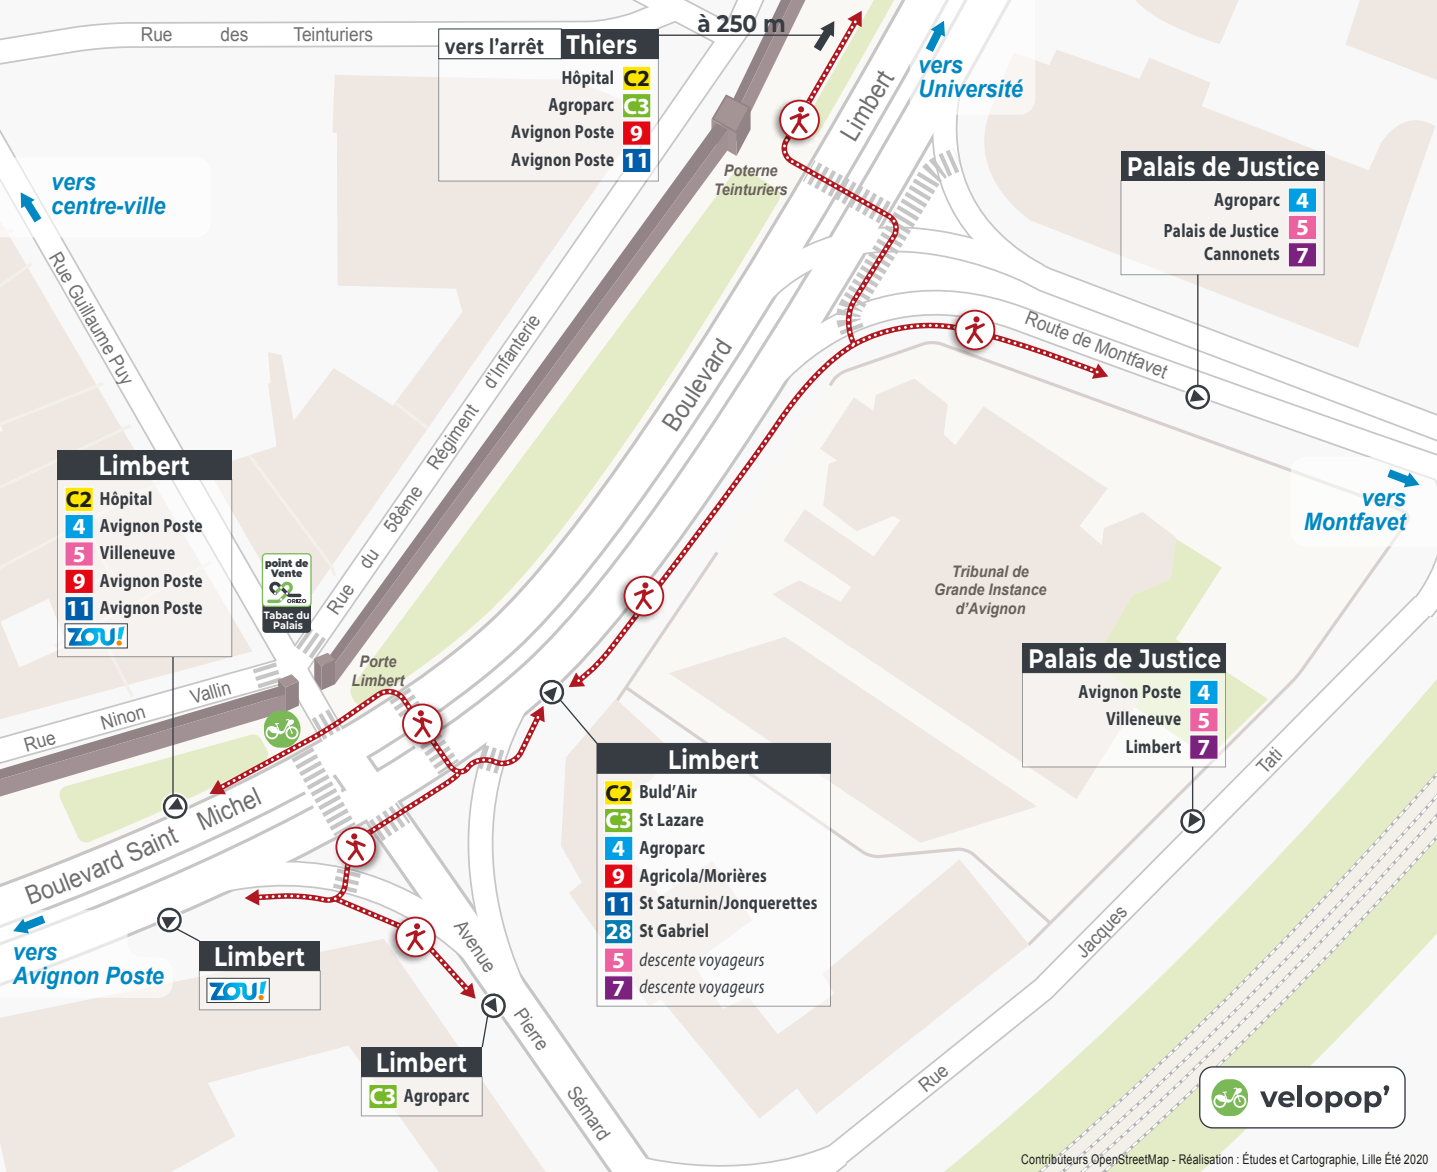 Rue des Teinturiers
vers l'arrêt Thiers
à 250 m
Hôpital C2
Agroparc C3
Avignon Poste 9
Avignon Poste 11
vers
Université
Limbert
Boulevard
Poterne
Teinturiers
Palais de Justice
Agroparc 4
Palais de Justice 5
Cannonets 7
vers
centre-ville
Rue Guillaume Puy
Rue du 58ème Régiment d'Infanterie
Route de Montfavet
vers
Montfavet
Limbert
C2 Hôpital
4 Avignon Poste
5 Villeneuve
9 Avignon Poste
11 Avignon Poste
ZOU!
point de
Vente
ORIZO
Tabac du
Palais
Tribunal de
Grande Instance
d'Avignon
Porte
Limbert
Rue Ninon Vallin
Palais de Justice
Avignon Poste 4
Villeneuve 5
Limbert 7
Boulevard Saint Michel
Limbert
C2 Buld'Air
C3 St Lazare
4 Agroparc
9 Agricola/Morières
11 St Saturnin/Jonquerettes
28 St Gabriel
5 descente voyageurs
7 descente voyageurs
vers
Avignon Poste
Limbert
ZOU!
Limbert
C3 Agroparc
Avenue Pierre Sémard
Rue Jacques Tati
velopop'
Contributeurs OpenStreetMap - Réalisation : Études et Cartographie, Lille Été 2020